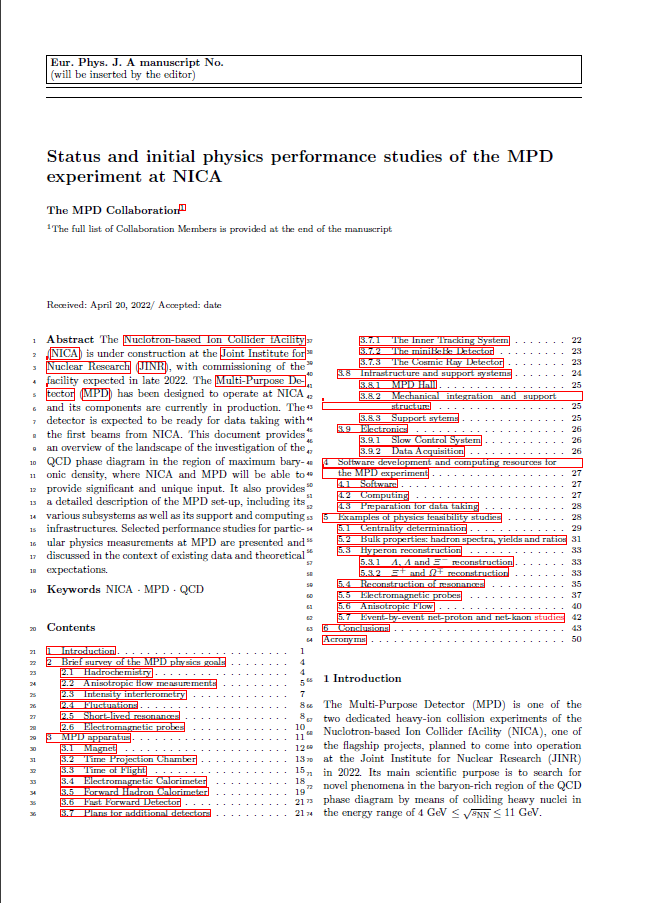 Eur. Phys. J. A manuscript No.
(will be inserted by the editor)
Status and initial physics performance studies of the MPD
experiment at NICA
The MPD Collaboration1
1The full list of Collaboration Members is provided at the end of the manuscript
Received: April 20, 2022/ Accepted: date
1 Abstract The Nuclotron-based Ion Collider fAcility
2 (NICA) is under construction at the Joint Institute for
3 Nuclear Research (JINR), with commissioning of the
4 facility expected in late 2022. The Multi-Purpose De-
5 tector (MPD) has been designed to operate at NICA
6 and its components are currently in production. The
7 detector is expected to be ready for data taking with
8 the first beams from NICA. This document provides
9 an overview of the landscape of the investigation of the
10 QCD phase diagram in the region of maximum bary-
11 onic density, where NICA and MPD will be able to
12 provide significant and unique input. It also provides
13 a detailed description of the MPD set-up, including its
14 various subsystems as well as its support and computing
15 infrastructures. Selected performance studies for partic-
16 ular physics measurements at MPD are presented and
17 discussed in the context of existing data and theoretical
18 expectations.
19 Keywords NICA · MPD · QCD
20 Contents
21 1 Introduction . . . . . . . . . . . . . . . . . . . . . . 1
22 2 Brief survey of the MPD physics goals . . . . . . . . 4
23 2.1 Hadrochemistry . . . . . . . . . . . . . . . . . . 4
24 2.2 Anisotropic flow measurements . . . . . . . . . . 5
25 2.3 Intensity interferometry . . . . . . . . . . . . . . 7
26 2.4 Fluctuations . . . . . . . . . . . . . . . . . . . . 8
27 2.5 Short-lived resonances . . . . . . . . . . . . . . . 8
28 2.6 Electromagnetic probes . . . . . . . . . . . . . . 10
29 3 MPD apparatus . . . . . . . . . . . . . . . . . . . . 11
30 3.1 Magnet . . . . . . . . . . . . . . . . . . . . . . . 12
31 3.2 Time Projection Chamber . . . . . . . . . . . . . 13
32 3.3 Time of Flight . . . . . . . . . . . . . . . . . . . 15
33 3.4 Electromagnetic Calorimeter . . . . . . . . . . . 18
34 3.5 Forward Hadron Calorimeter . . . . . . . . . . . 19
35 3.6 Fast Forward Detector . . . . . . . . . . . . . . . 21
36 3.7 Plans for additional detectors . . . . . . . . . . . 21
37 3.7.1 The Inner Tracking System . . . . . . . 22
38 3.7.2 The miniBeBe Detector . . . . . . . . . 23
39 3.7.3 The Cosmic Ray Detector . . . . . . . . 23
40 3.8 Infrastructure and support systems . . . . . . . . 24
41 3.8.1 MPD Hall . . . . . . . . . . . . . . . . 25
42 3.8.2 Mechanical integration and support
43 structure . . . . . . . . . . . . . . . . 25
44 3.8.3 Support sytems . . . . . . . . . . . . . 25
45 3.9 Electronics . . . . . . . . . . . . . . . . . . . . . 26
46 3.9.1 Slow Control System . . . . . . . . . . 26
47 3.9.2 Data Acquisition . . . . . . . . . . . . . 26
48 4 Software development and computing resources for
49 the MPD experiment . . . . . . . . . . . . . . . . . 27
50 4.1 Software . . . . . . . . . . . . . . . . . . . . . . 27
51 4.2 Computing . . . . . . . . . . . . . . . . . . . . . 27
52 4.3 Preparation for data taking . . . . . . . . . . . . 28
53 5 Examples of physics feasibility studies . . . . . . . . 28
54 5.1 Centrality determination . . . . . . . . . . . . . . 29
55 5.2 Bulk properties: hadron spectra, yields and ratios 31
56 5.3 Hyperon reconstruction . . . . . . . . . . . . . . 33
57 5.3.1 Λ, Λ and Ξ− reconstruction . . . . . . . 33
58 5.3.2 Ξ+ and Ω+ reconstruction . . . . . . . 33
59 5.4 Reconstruction of resonances . . . . . . . . . . . 35
60 5.5 Electromagnetic probes . . . . . . . . . . . . . . 37
61 5.6 Anisotropic Flow . . . . . . . . . . . . . . . . . . 40
62 5.7 Event-by-event net-proton and net-kaon studies 42
63 6 Conclusions . . . . . . . . . . . . . . . . . . . . . . 43
64 Acronyms . . . . . . . . . . . . . . . . . . . . . . . . 50
65 1 Introduction
66 The Multi-Purpose Detector (MPD) is one of the
67 two dedicated heavy-ion collision experiments of the
68 Nuclotron-based Ion Collider fAcility (NICA), one of
69 the flagship projects, planned to come into operation
70 at the Joint Institute for Nuclear Research (JINR)
71 in 2022. Its main scientific purpose is to search for
72 novel phenomena in the baryon-rich region of the QCD
73 phase diagram by means of colliding heavy nuclei in
74 the energy range of 4 GeV ≤ √sNN ≤ 11 GeV.